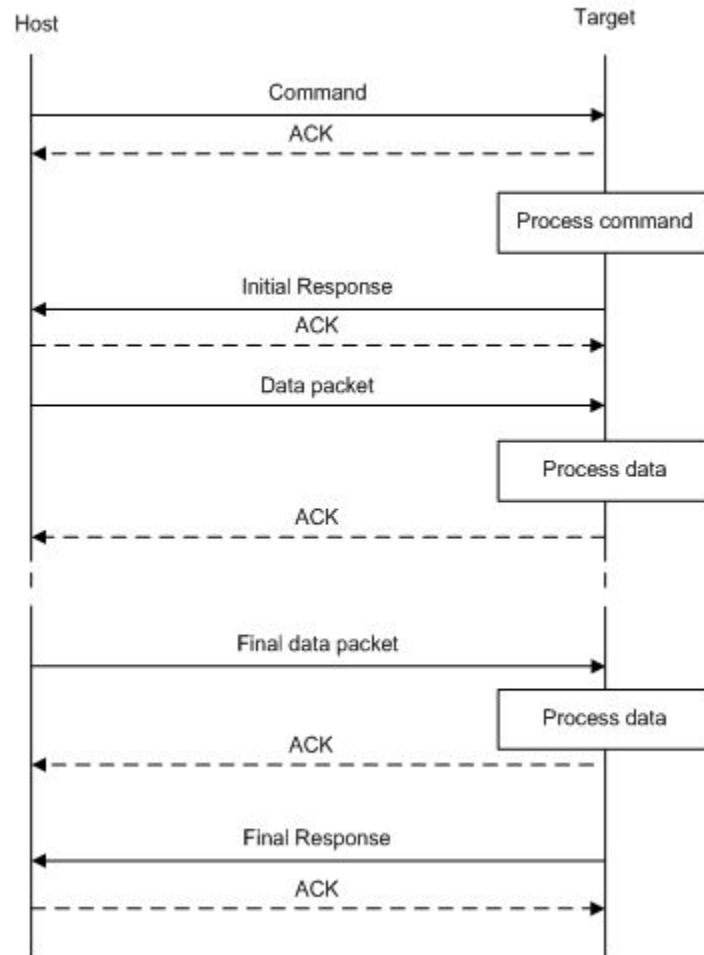 Host
Target
Command
ACK
Process command
Initial Response
ACK
Data packet
Process data
ACK
Final data packet
Process data
ACK
Final Response
ACK